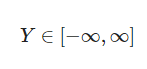 Y ∈ [−∞, ∞]